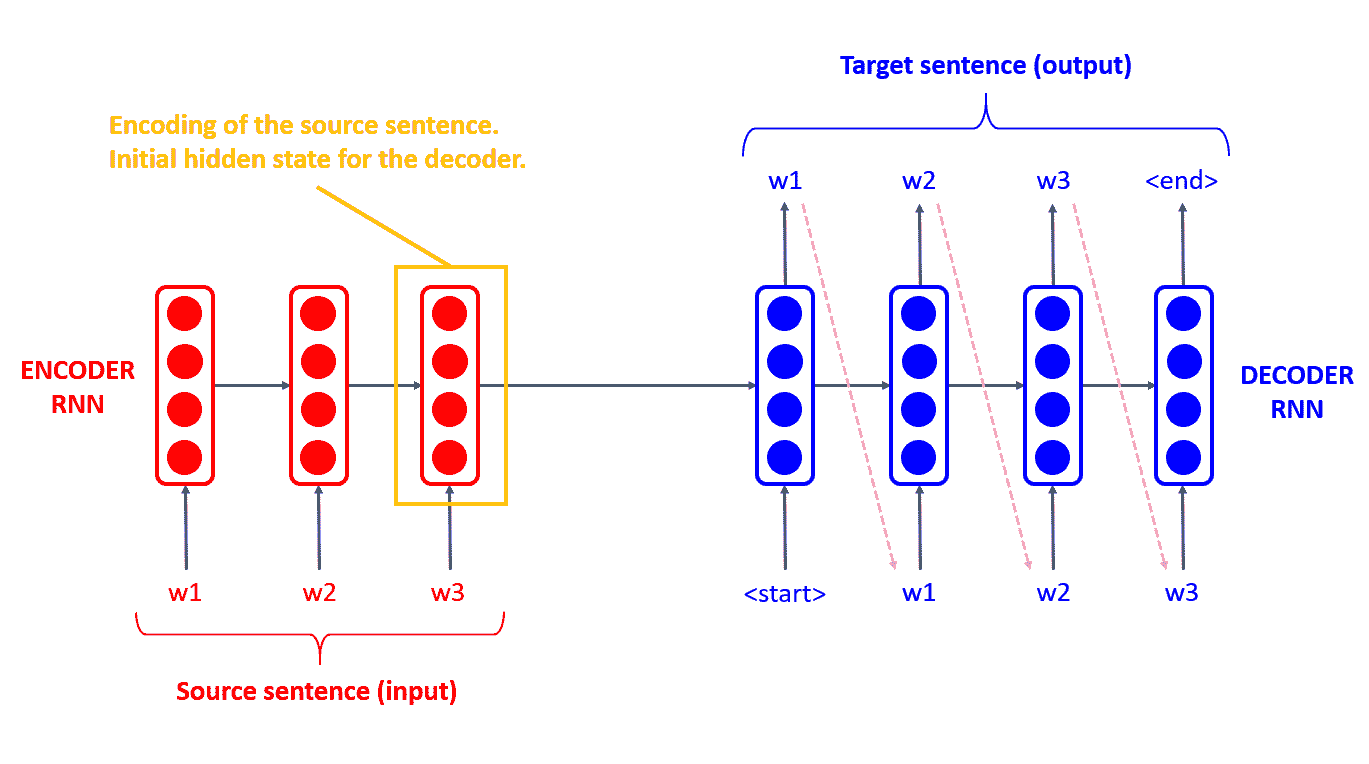 Target sentence (output)
Encoding of the source sentence.
Initial hidden state for the decoder.
w1 w2 w3 <end>
ENCODER
RNN
DECODER
RNN
w1 w2 w3
<start> w1 w2 w3
Source sentence (input)